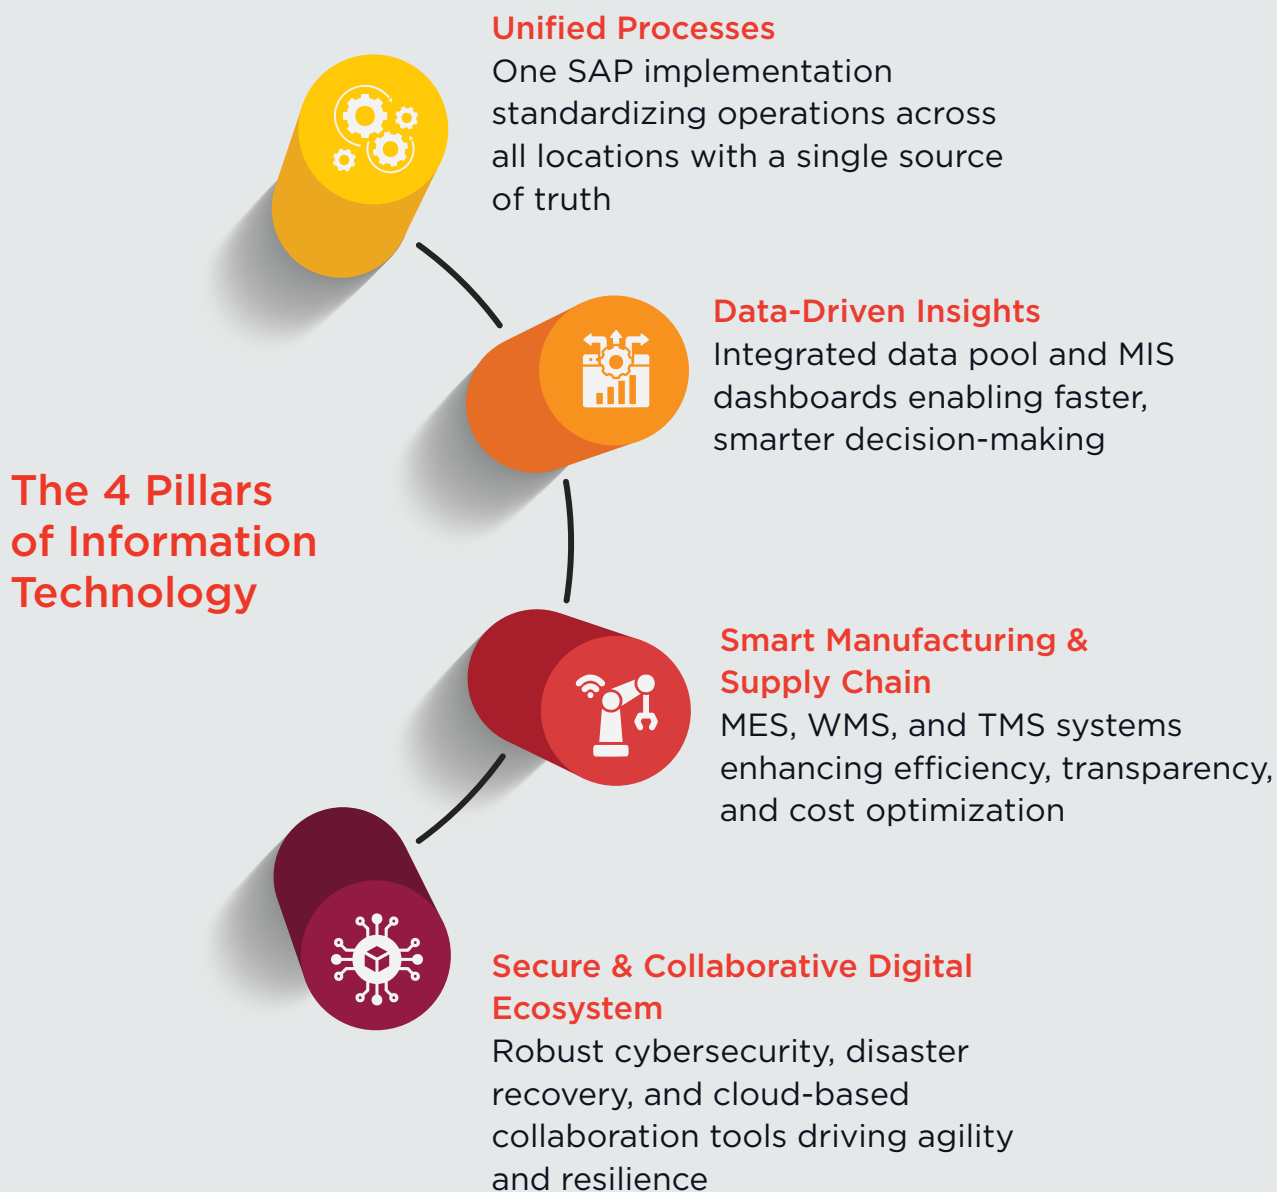 Unified Processes
One SAP implementation
standardizing operations across
all locations with a single source
of truth
Data-Driven Insights
Integrated data pool and MIS
dashboards enabling faster,
smarter decision-making
The 4 Pillars
of Information
Technology
Smart Manufacturing &
Supply Chain
MES, WMS, and TMS systems
enhancing efficiency, transparency,
and cost optimization
Secure & Collaborative Digital
Ecosystem
Robust cybersecurity, disaster
recovery, and cloud-based
collaboration tools driving agility
and resilience